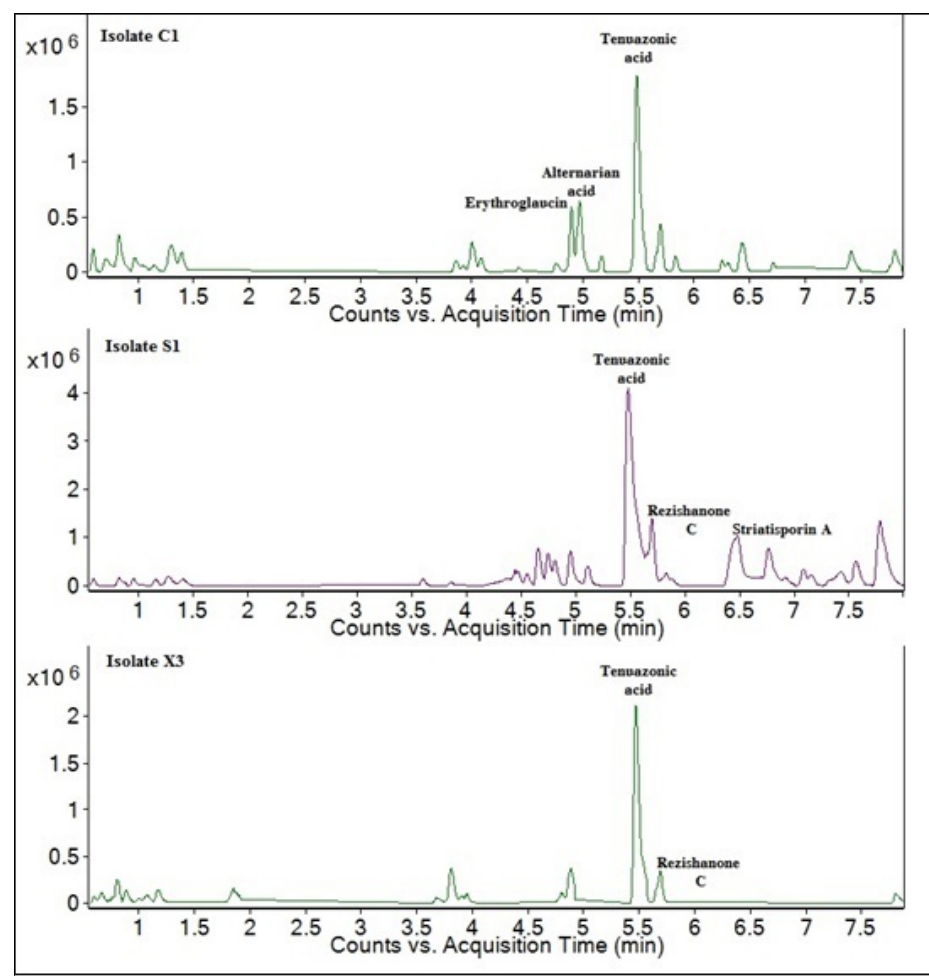 Isolate C1
x10 6
Tenuazonic
acid
1.5
1
Alternarian
acid
Erythroglaucin
0.5
0
1 1.5 2 2.5 3 3.5 4 4.5 5 5.5 6 6.5 7 7.5
Counts vs. Acquisition Time (min)
Isolate S1
x10 6
Tenuazonic
acid
4
3
2
Rezishanone
C
Striatisporin A
1
0
1 1.5 2 2.5 3 3.5 4 4.5 5 5.5 6 6.5 7 7.5
Counts vs. Acquisition Time (min)
Isolate X3
x10 6
Tenuazonic
acid
2
1.5
1
Rezishanone
C
0.5
0
1 1.5 2 2.5 3 3.5 4 4.5 5 5.5 6 6.5 7 7.5
Counts vs. Acquisition Time (min)